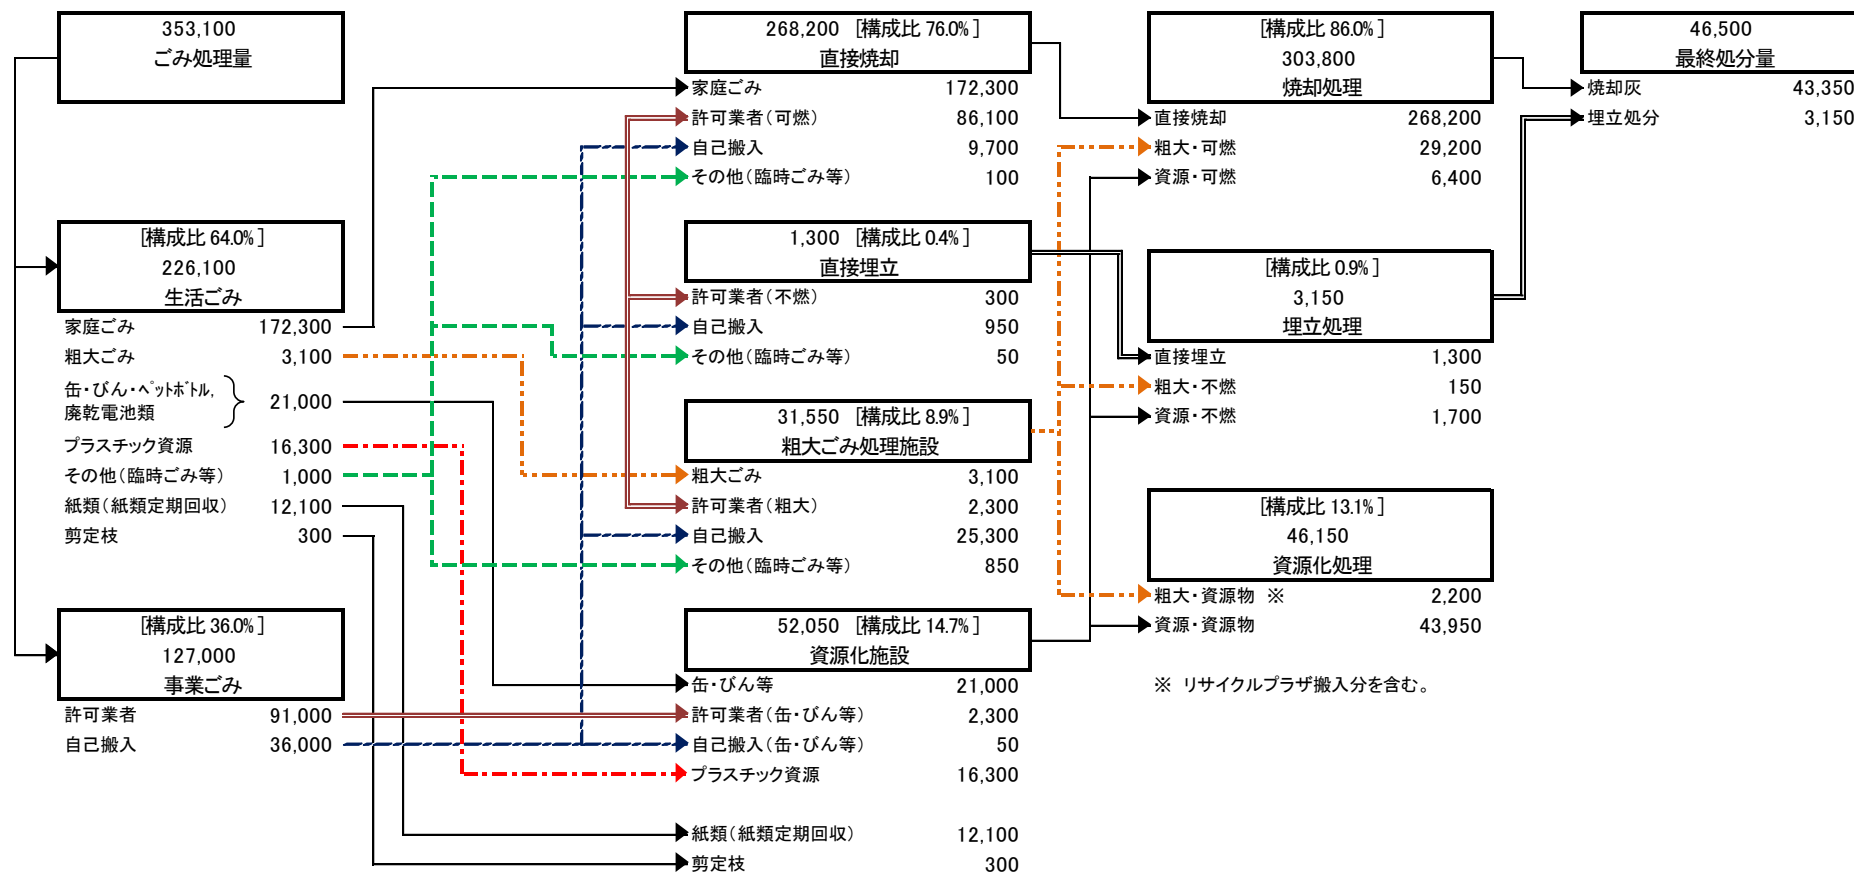 353,100
ごみ処理量
[構成比 64.0% ]
226,100
生活ごみ
家庭ごみ 172,300
粗大ごみ 3,100
缶・びん・ペットボトル,
廃乾電池類 21,000
プラスチック資源 16,300
その他(臨時ごみ等) 1,000
紙類(紙類定期回収) 12,100
剪定枝 300
[構成比 36.0% ]
127,000
事業ごみ
許可業者 91,000
自己搬入 36,000
268,200 [構成比 76.0% ]
直接焼却
家庭ごみ 172,300
許可業者(可燃) 86,100
自己搬入 9,700
その他(臨時ごみ等) 100
1,300 [構成比 0.4% ]
直接埋立
許可業者(不燃) 300
自己搬入 950
その他(臨時ごみ等) 50
31,550 [構成比 8.9% ]
粗大ごみ処理施設
粗大ごみ 3,100
許可業者(粗大) 2,300
自己搬入 25,300
その他(臨時ごみ等) 850
52,050 [構成比 14.7% ]
資源化施設
缶・びん等 21,000
許可業者(缶・びん等) 2,300
自己搬入(缶・びん等) 50
プラスチック資源 16,300
紙類(紙類定期回収) 12,100
剪定枝 300
[構成比 86.0% ]
303,800
焼却処理
直接焼却 268,200
粗大・可燃 29,200
資源・可燃 6,400
[構成比 0.9% ]
3,150
埋立処理
直接埋立 1,300
粗大・不燃 150
資源・不燃 1,700
[構成比 13.1% ]
46,150
資源化処理
粗大・資源物 ※ 2,200
資源・資源物 43,950
※ リサイクルプラザ搬入分を含む。
46,500
最終処分量
焼却灰 43,350
埋立処分 3,150